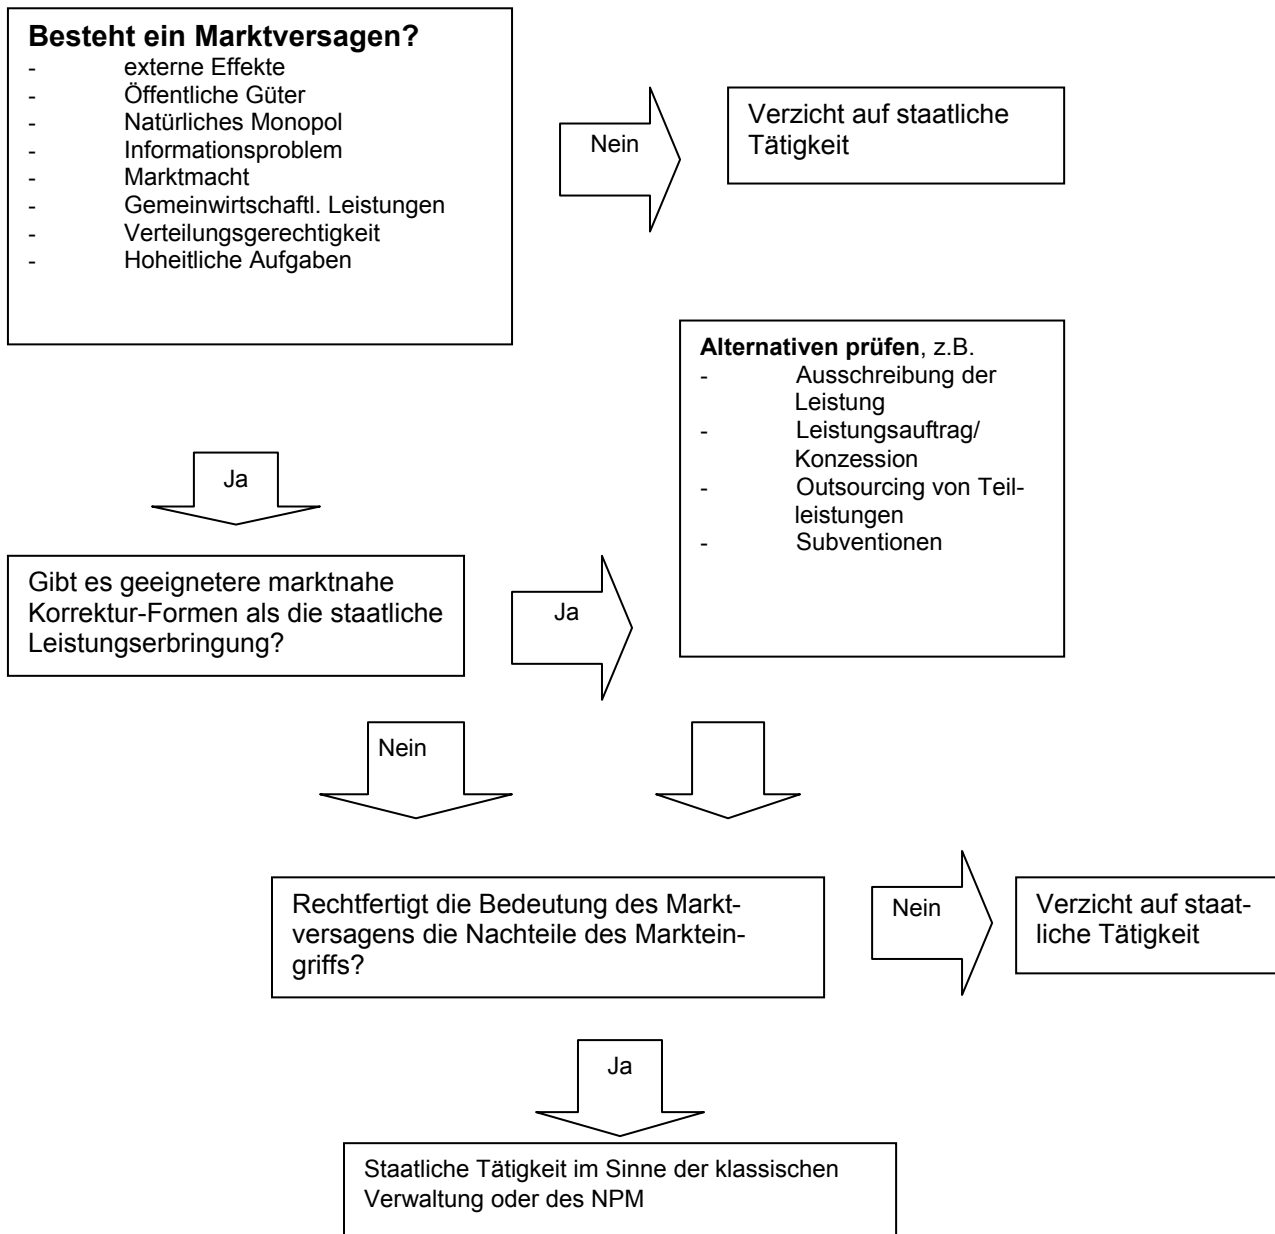 Besteht ein Marktversagen?
- externe Effekte
- Öffentliche Güter
- Natürliches Monopol
- Informationsproblem
- Marktmacht
- Gemeinwirtschaftl. Leistungen
- Verteilungsgerechtigkeit
- Hoheitliche Aufgaben
Nein
Verzicht auf staatliche
Tätigkeit
Ja
Alternativen prüfen, z.B.
- Ausschreibung der
Leistung
- Leistungsauftrag/
Konzession
- Outsourcing von Teil-
leistungen
- Subventionen
Gibt es geeignetere marktnahe
Korrektur-Formen als die staatliche
Leistungserbringung?
Ja
Nein
Rechtfertigt die Bedeutung des Markt-
versagens die Nachteile des Marktein-
griffs?
Nein
Verzicht auf staat-
liche Tätigkeit
Ja
Staatliche Tätigkeit im Sinne der klassischen
Verwaltung oder des NPM